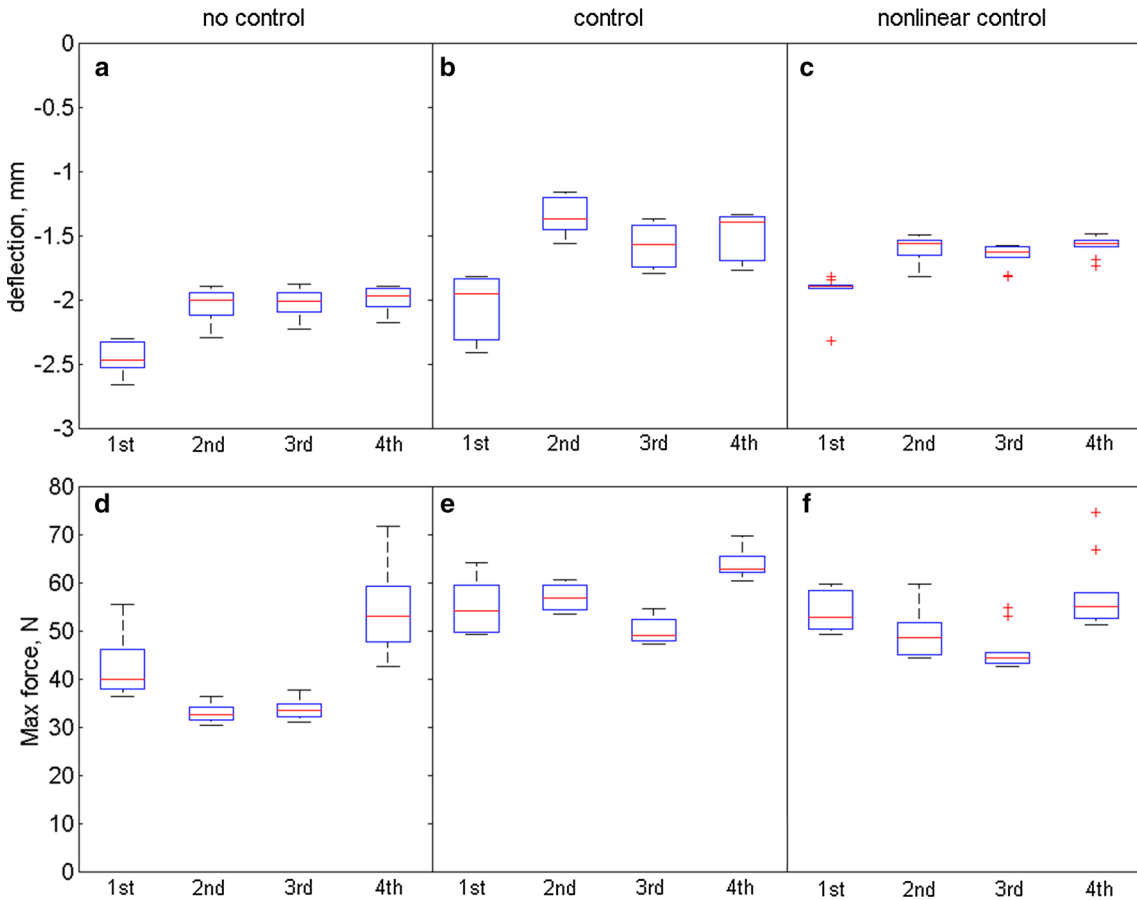 no control
control
nonlinear control
a
b
c
0
-0.5
-1
-1.5
-2
-2.5
-3
deflection, mm
1st
2nd
3rd
4th
1st
2nd
3rd
4th
1st
2nd
3rd
4th
d
e
f
80
70
60
50
40
30
20
10
0
Max force, N
1st
2nd
3rd
4th
1st
2nd
3rd
4th
1st
2nd
3rd
4th